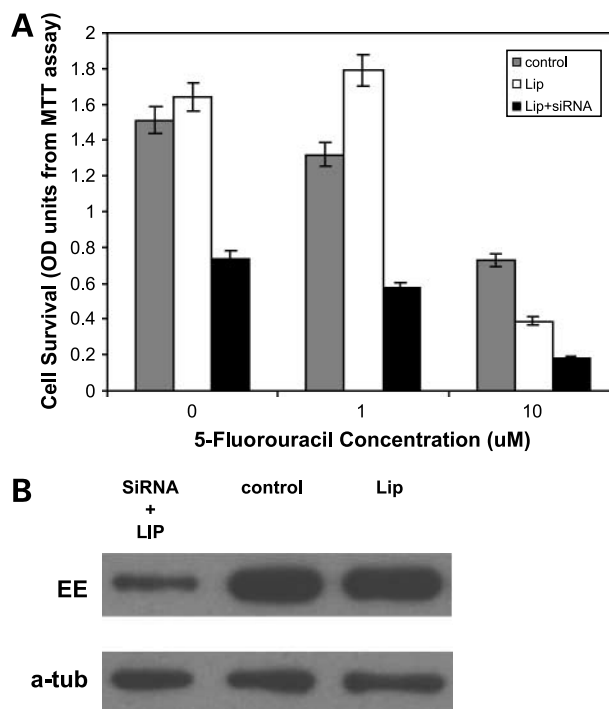 A
Cell Survival (OD units from MTT assay)
2
1.8
1.6
1.4
1.2
1
0.8
0.6
0.4
0.2
0
control
Lip
Lip+siRNA
0 1 10
5-Fluorouracil Concentration (uM)
B
SiRNA control Lip
+
LIP
EE
a-tub